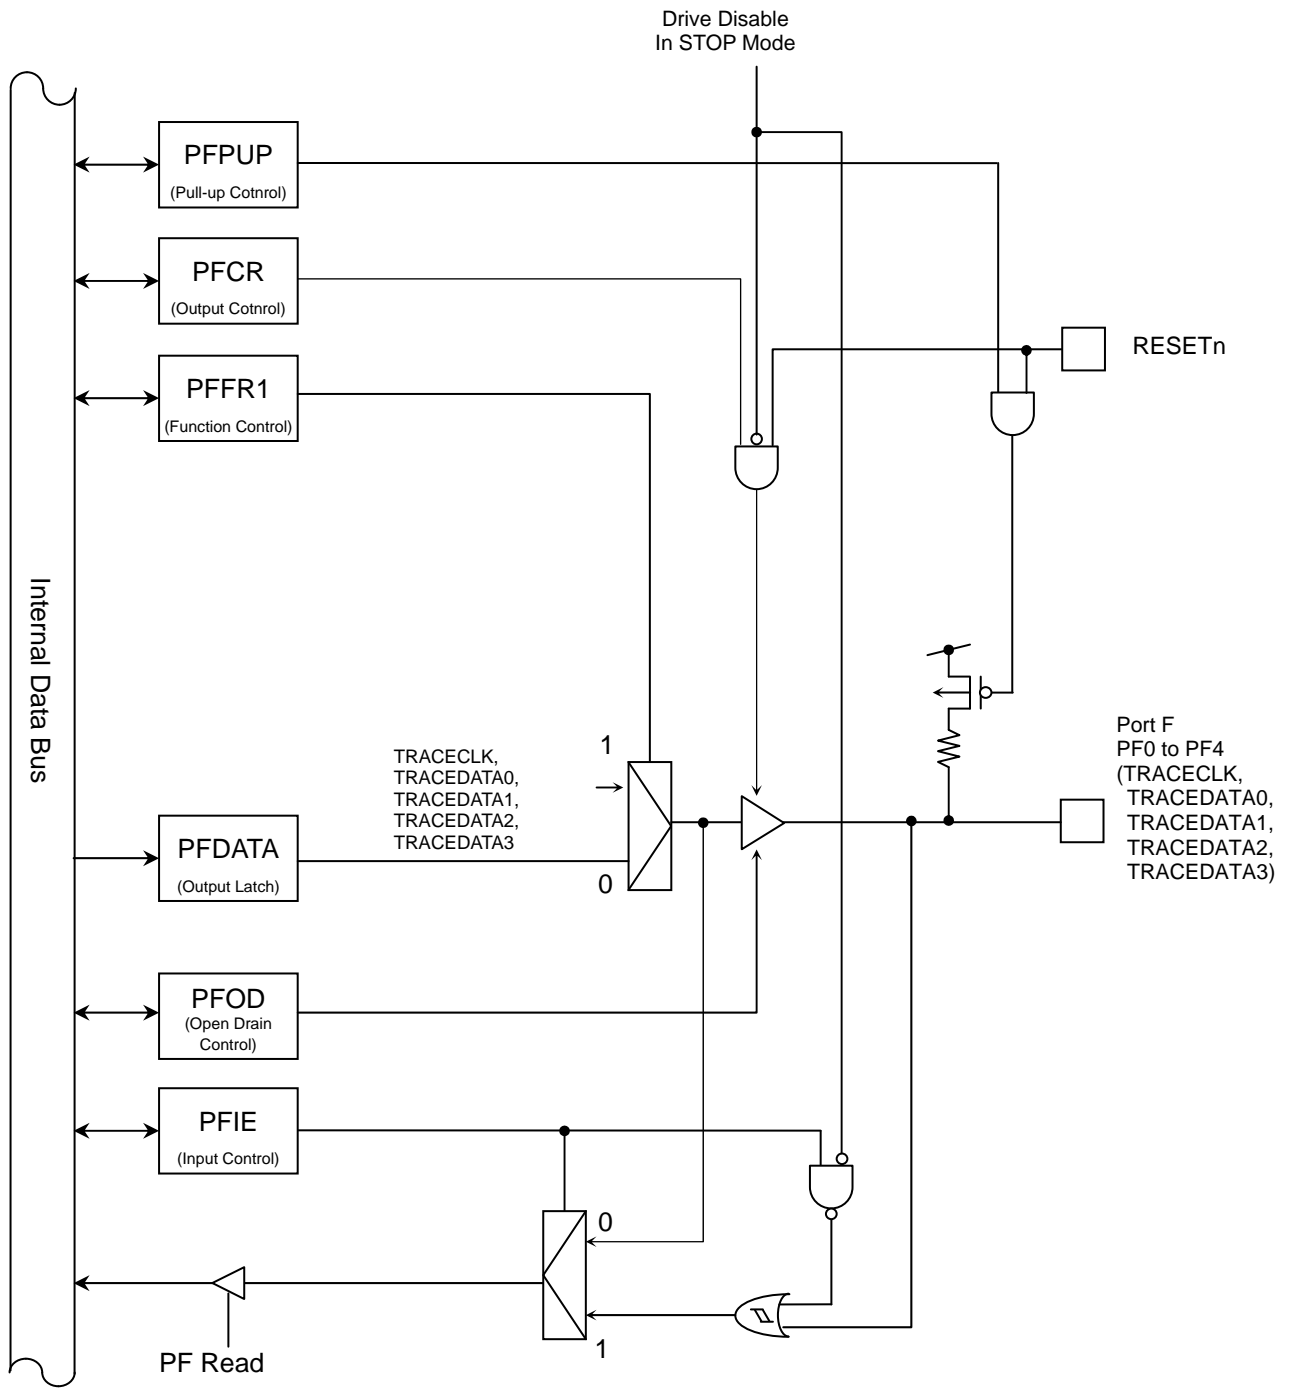 Drive Disable
In STOP Mode
PFPUP
(Pull-up Cotnrol)
PFCR
(Output Cotnrol)
RESETn
PFFR1
(Function Control)
Internal Data Bus
TRACECLK,
TRACEDATA0,
TRACEDATA1,
TRACEDATA2,
TRACEDATA3
1
0
Port F
PF0 to PF4
(TRACECLK,
TRACEDATA0,
TRACEDATA1,
TRACEDATA2,
TRACEDATA3)
PFDATA
(Output Latch)
PFOD
(Open Drain
Control)
PFIE
(Input Control)
0
1
PF Read